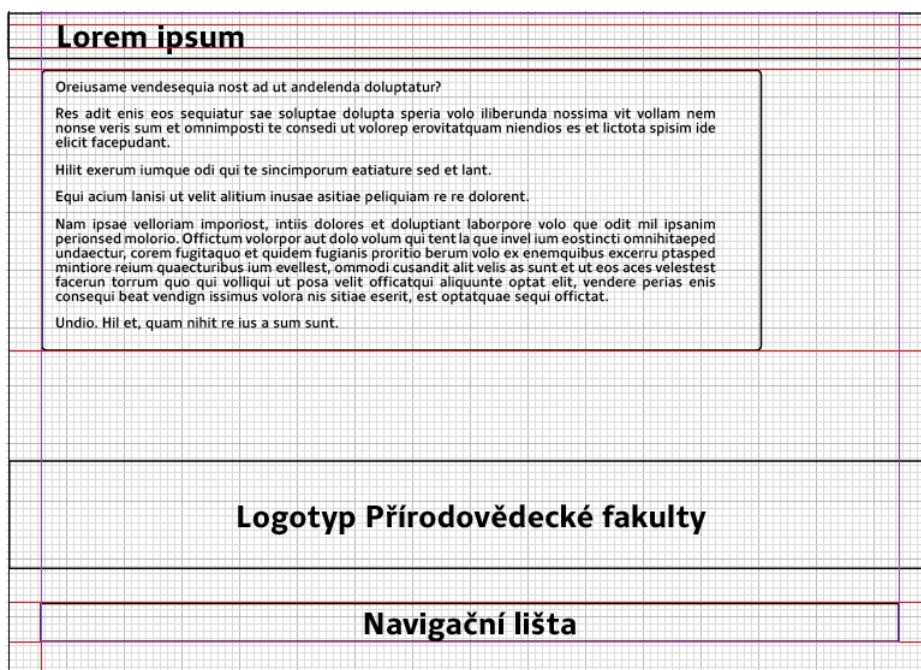 Lorem ipsum
Oreiusame vendesequia nost ad ut andelenda doluptatur?
Res adit enis eos sequiatur sae soluptae dolupta speria volo iliberunda nossima vit vollam nem
nonse veris sum et omnimposti te consedi ut volorep erovitatquam niendios es et lictota spisim ide
elicit facepudant.
Hilit exerum iumque odi qui te sincimporum eatiature sed et lant.
Equi acium lanisi ut velit alitium inusae asitiae peliquiam re re dolorent.
Nam ipsae velloriam imporiost, intiis dolores et doluptiant laborpore volo que odit mil ipsanim
perionsed molorio. Offictum volorpor aut dolo volum qui tent la que invel ium eostincti omnihitaeped
undaectur, corem fugitaquo et quidem fugianis proritio berum volo ex enemquibus excerru ptasped
mintiore reium quaecturibus ium evellest, ommodi cusandit alit velis as sunt et ut eos aces velestest
facerun torrum quo qui volliqui ut posa velit officatqui aliquunte optat elit, vendere perias enis
consequi beat vendign issimus volora nis sitiae eserit, est optatquae sequi offictat.
Undio. Hil et, quam nihit re ius a sum sunt.
Logotyp Přírodovědecké fakulty
Navigační lišta